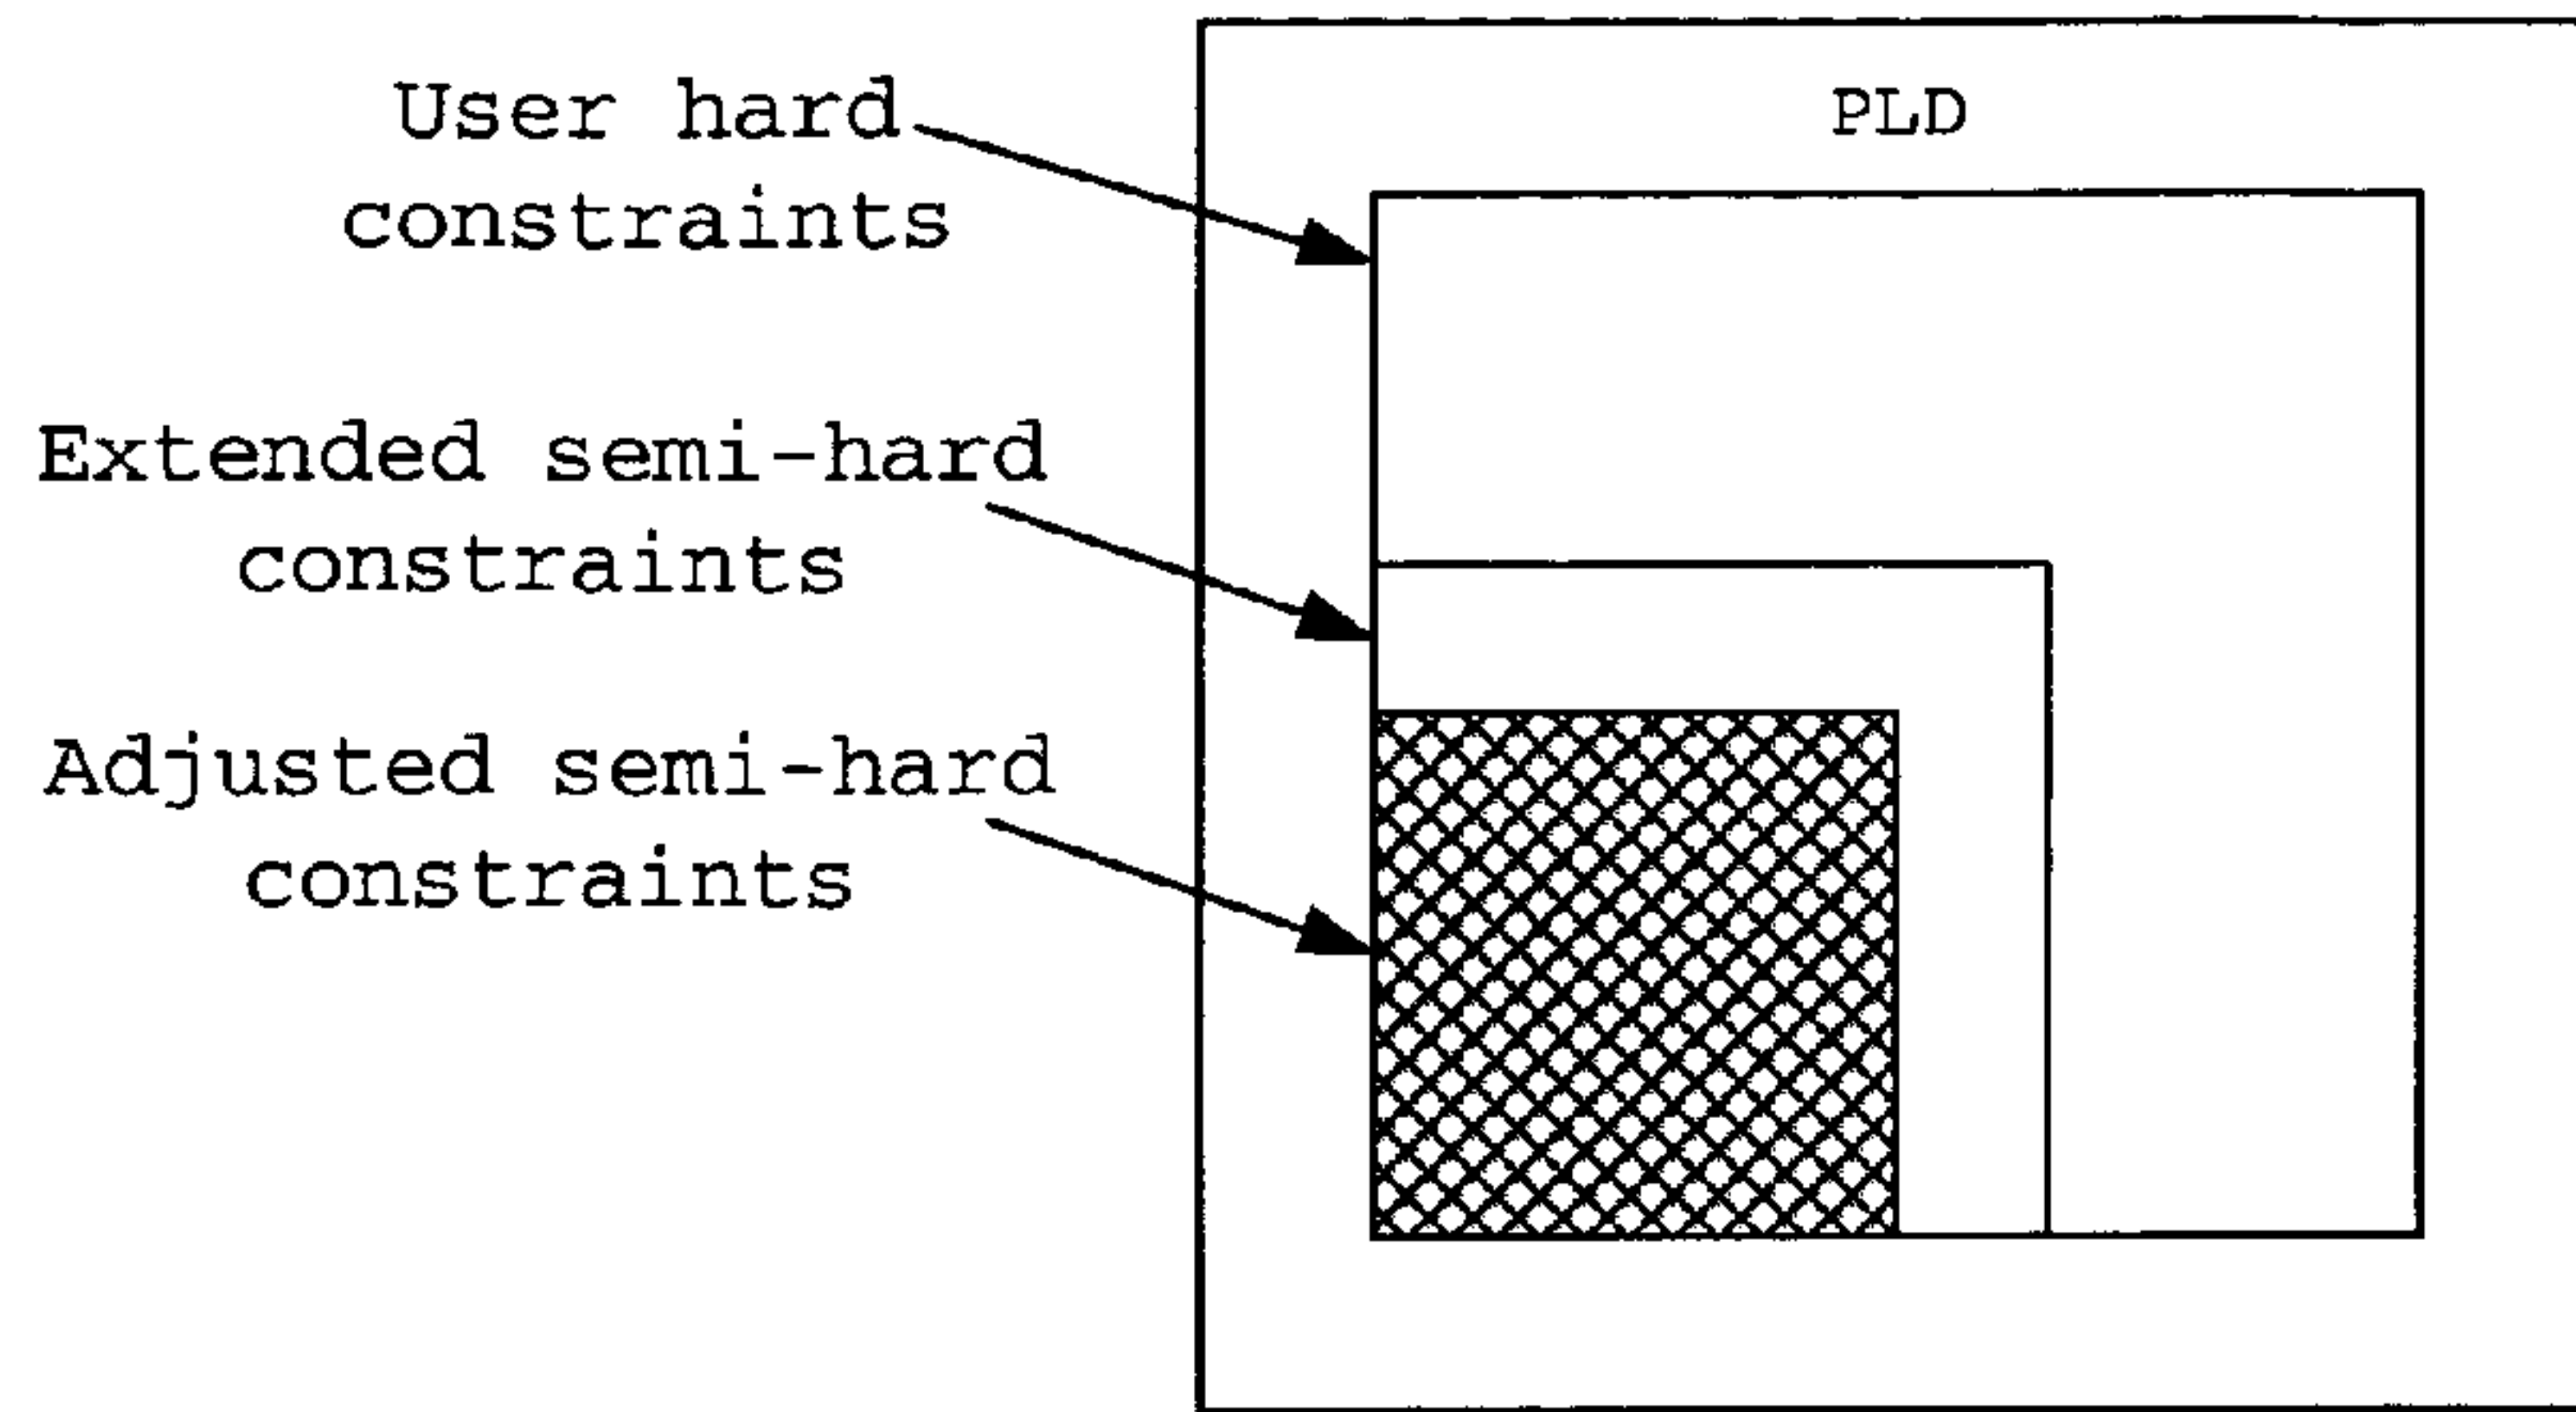 User hard
constraints
PLD
Extended semi-hard
constraints
Adjusted semi-hard
constraints